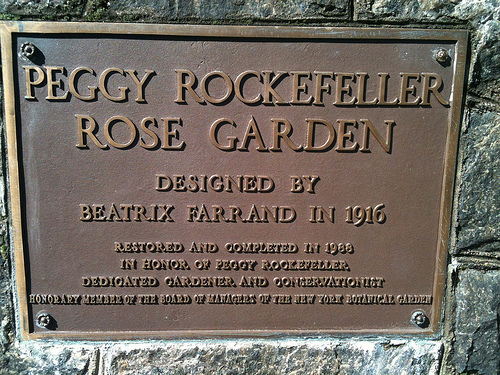 PEGGY ROCKEFELLER
ROSE GARDEN
DESIGNED BY
BEATRIX FARRAND IN 1916
RESTORED AND COMPLETED IN 1988
IN HONOR OF PEGGY ROCKEFELLER
DEDICATED GARDENER AND CONSERVATIONIST
HONORARY MEMBER OF THE BOARD OF MANAGERS OF THE NEW YORK BOTANICAL GARDEN